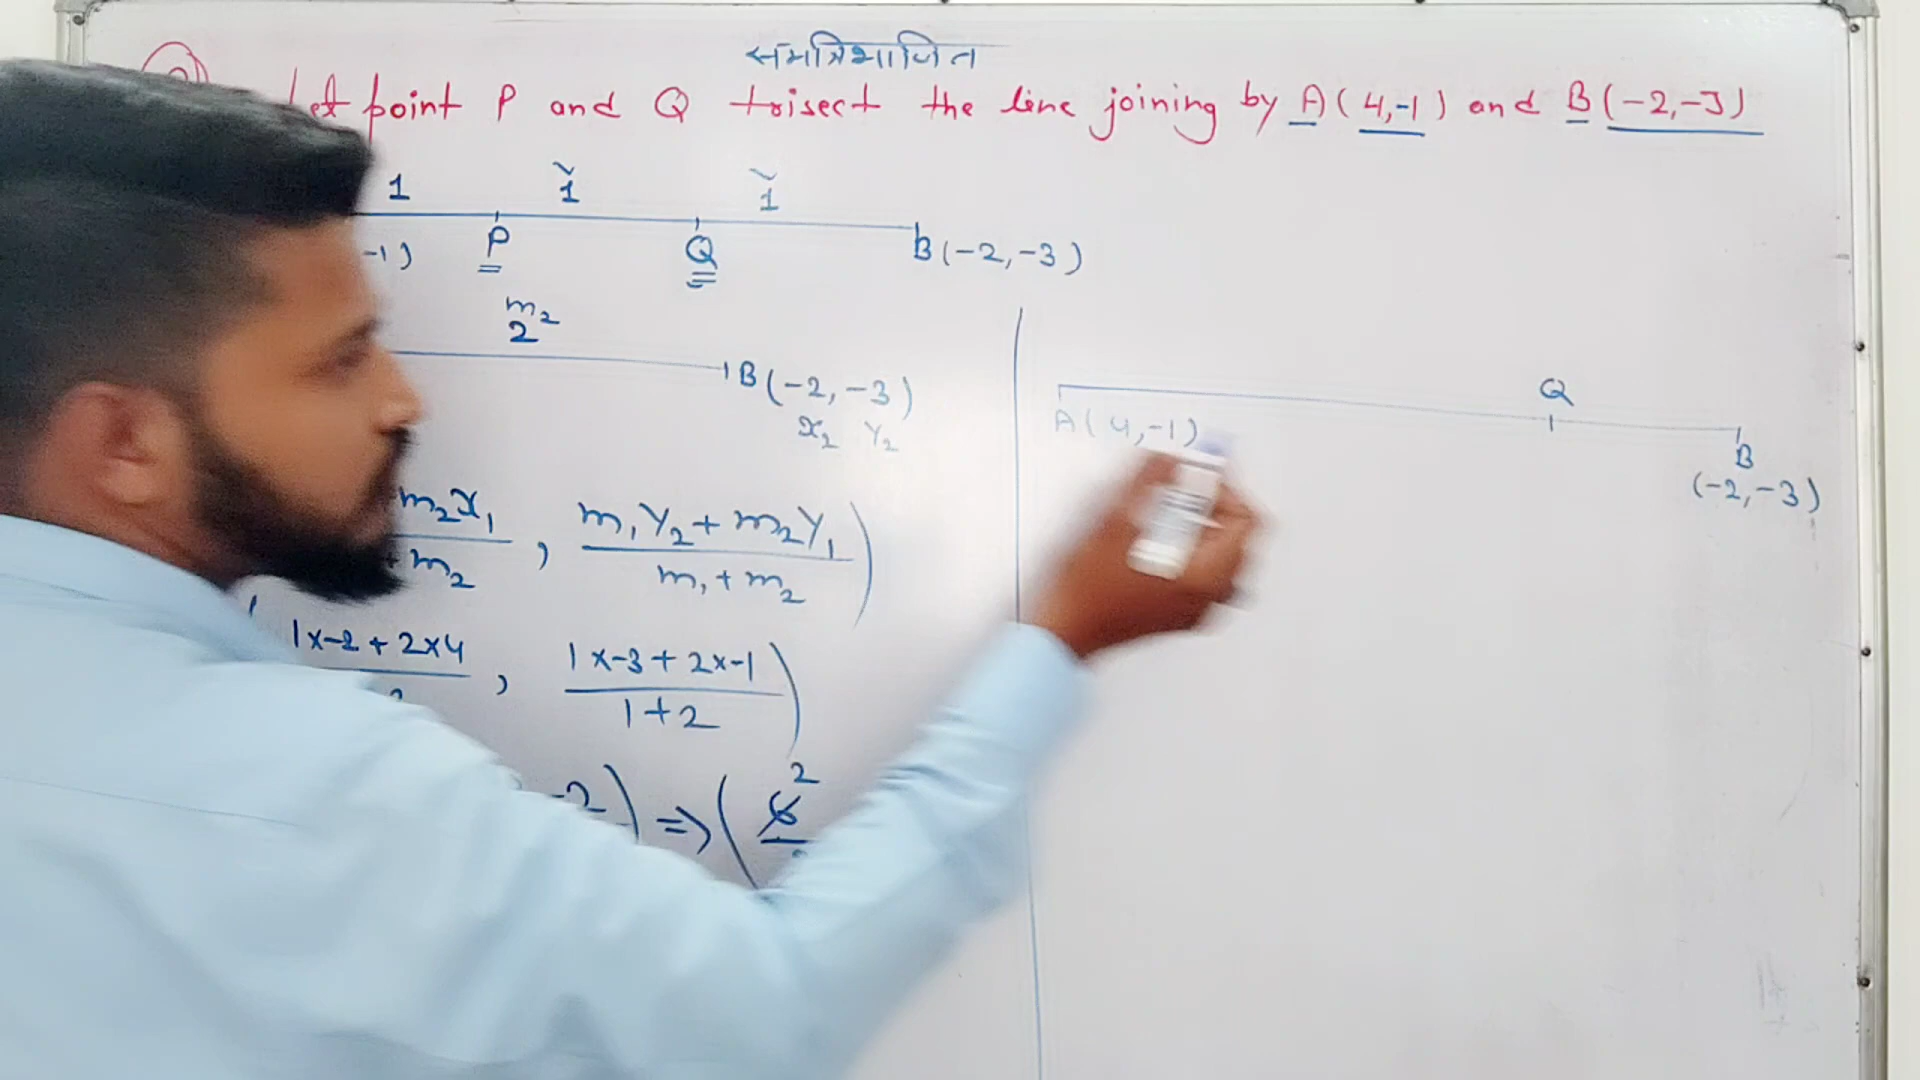 समत्रिभाजित
Let point P and Q trisect the line joining by A(4,-1) and B(-2,-3)
1 1 1
-1) P Q B(-2,-3)
m₂
2
B(-2,-3)
x₂ y₂
m₂x₁ , m₁y₂+m₂y₁)
+m₂ m₁+m₂
1x-2+2x4 , 1x-3+2x-1)
1+2
-2) => (6 2
Q
A(4,-1)
B
(-2,-3)